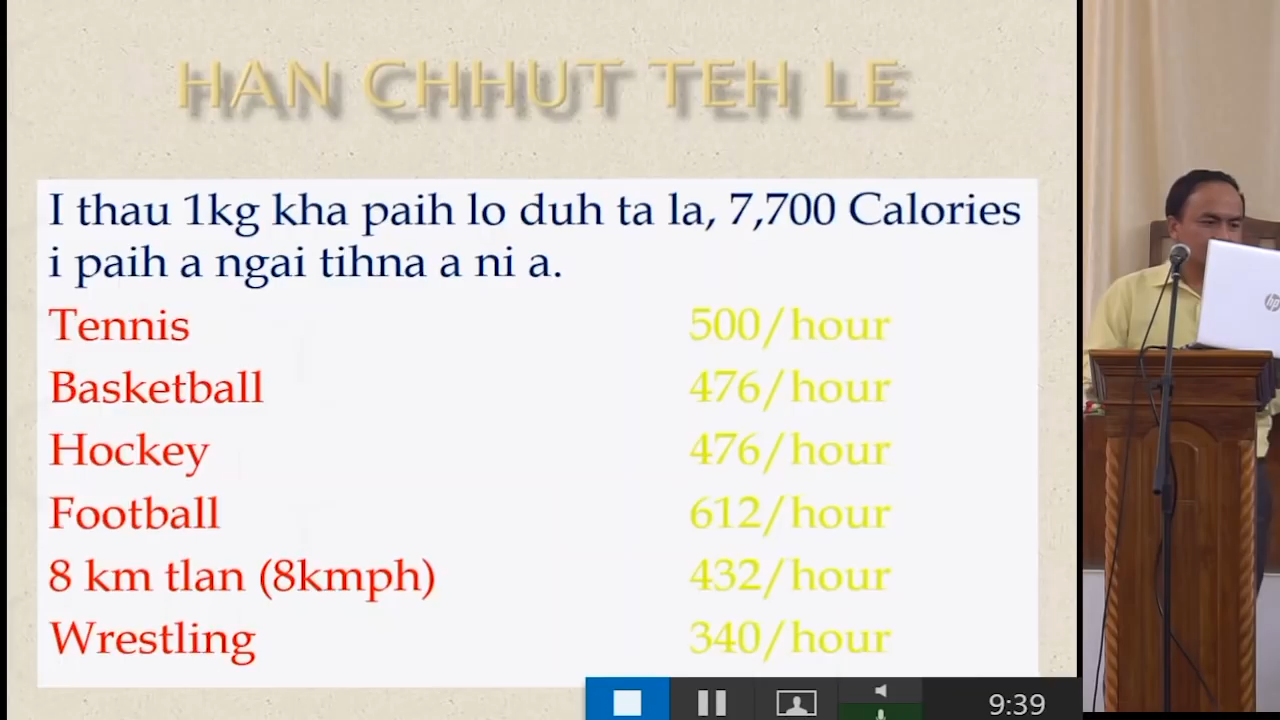 HAN CHHUT TEH LE
I thau 1kg kha paih lo duh ta la, 7,700 Calories
i paih a ngai tihna a ni a.
Tennis 500/hour
Basketball 476/hour
Hockey 476/hour
Football 612/hour
8 km tlan (8kmph) 432/hour
Wrestling 340/hour
hp
9:39